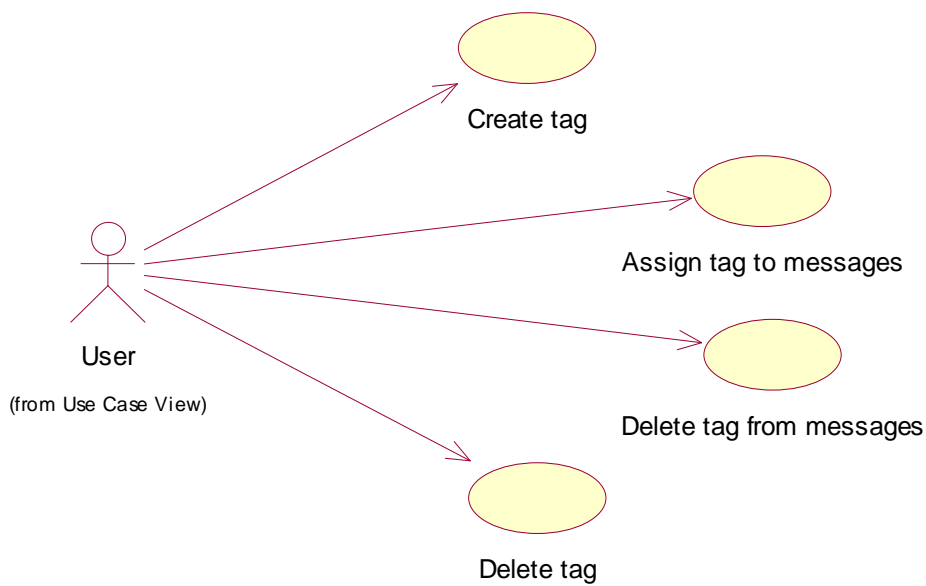 Create tag
Assign tag to messages
User
(from Use Case View)
Delete tag from messages
Delete tag